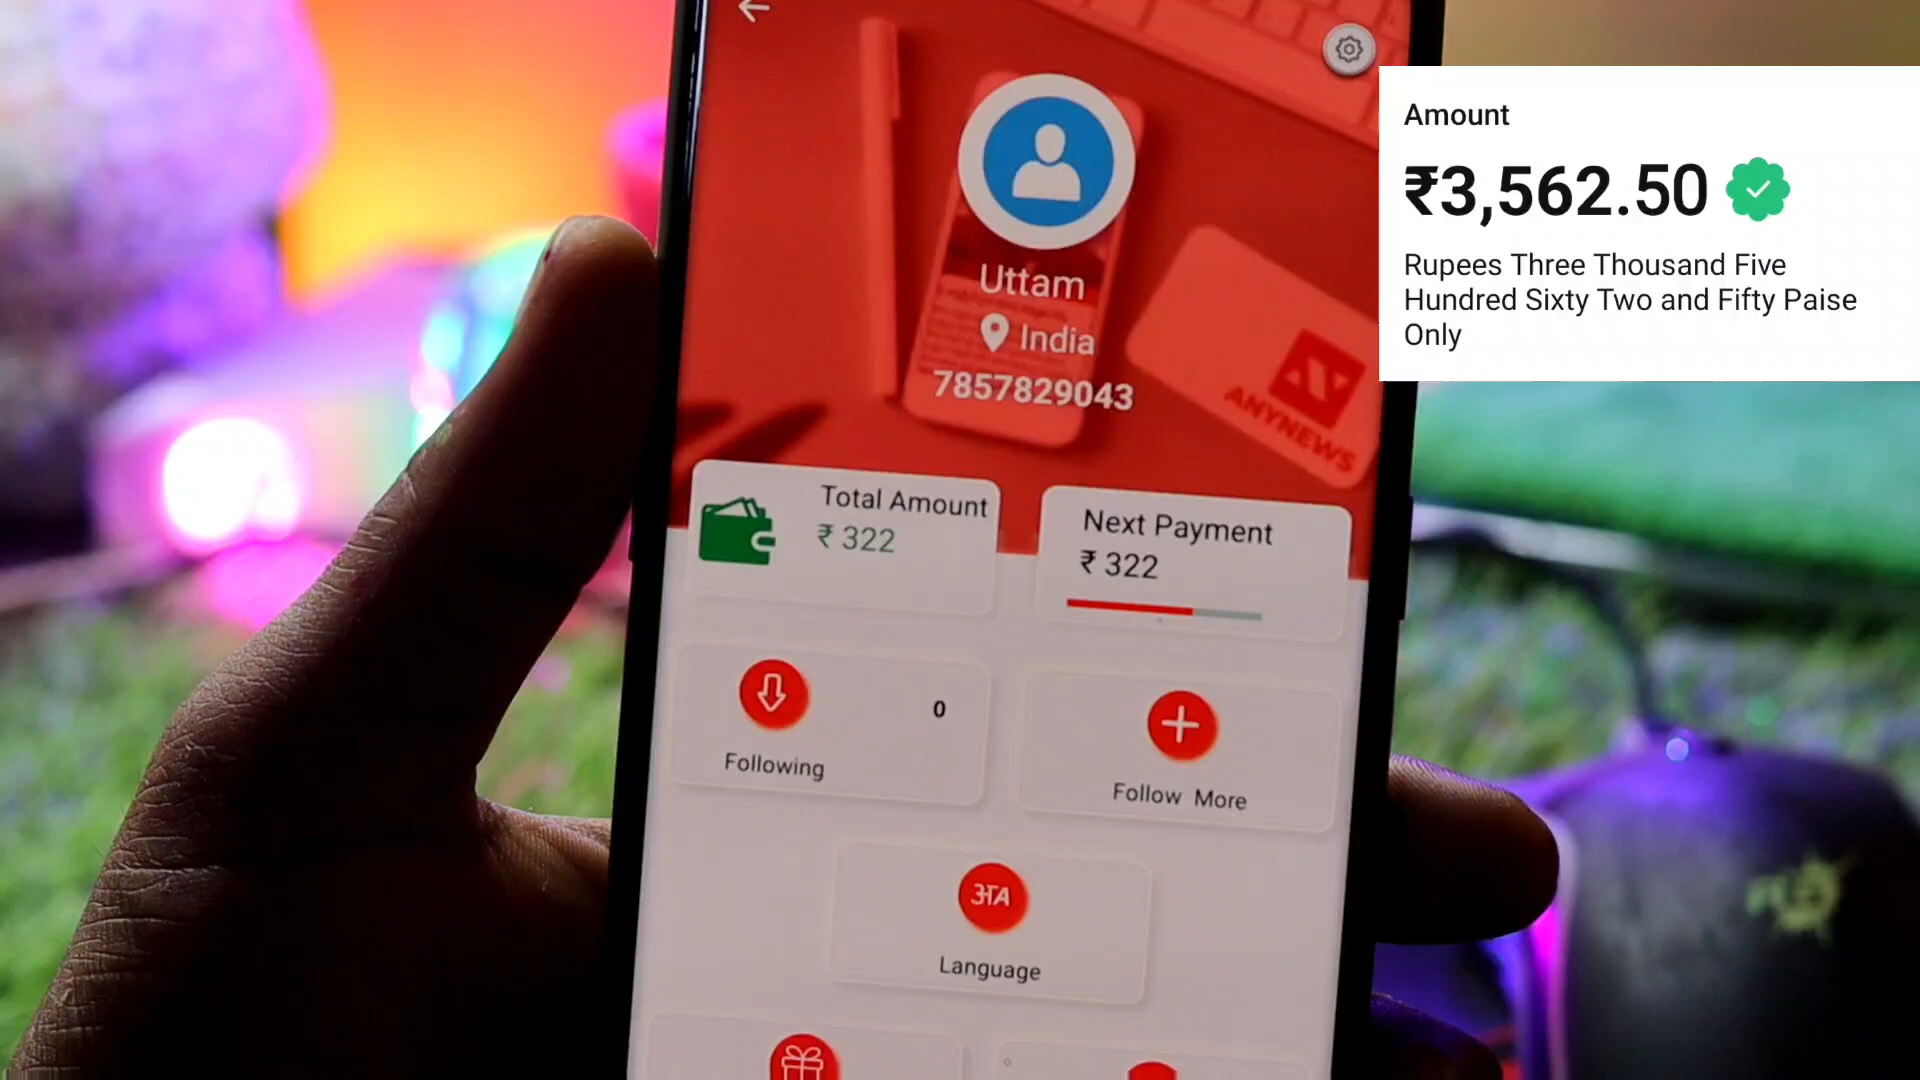 Amount
₹3,562.50
Rupees Three Thousand Five
Hundred Sixty Two and Fifty Paise
Only
Uttam
India
7857829043
ANYNEWS
Total Amount
₹ 322
Next Payment
₹ 322
0
Following
Follow More
अA
Language